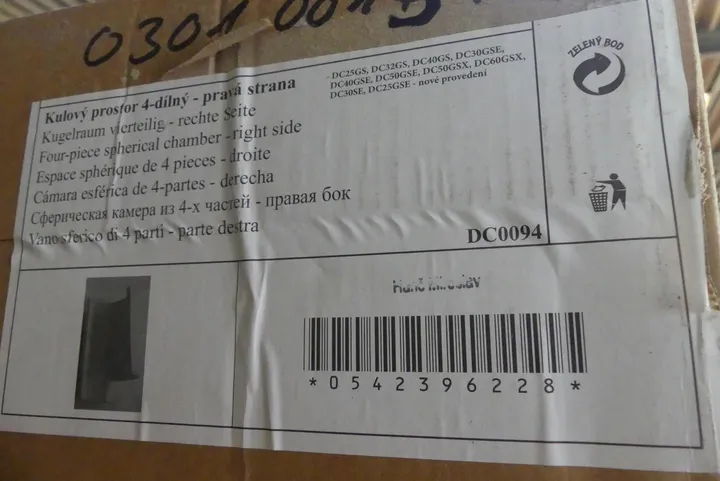 0301 0015
Kulový prostor 4-dílný - pravá strana
- DC25GS, DC32GS, DC40GS, DC30GSE,
DC40GSE, DC50GSE, DC50GSX, DC60GSX,
DC30SE, DC25GSE - nové provedení
ZELENÝ BOD
Kugelraum vierteilig - rechte Seite
Four-piece spherical chamber -right side
Espace sphérique de 4 pieces - droite
Cámara esférica de 4-partes - derecha
Сферическая камера из 4-х частей - правая бок
Vano sferico di 4 parti - parte destra
DC0094
Miroslav
*0542396228*